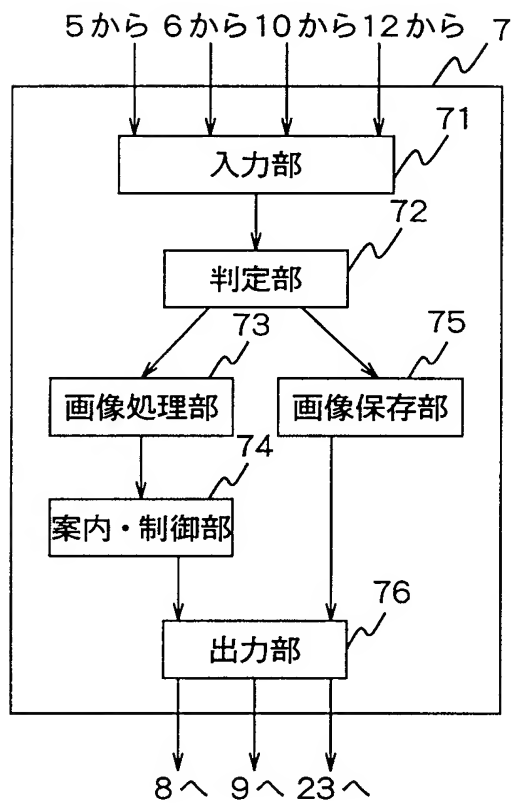 5から 6から 10から12から
7
71
入力部
72
判定部
73
75
画像処理部
画像保存部
74
案内・制御部
76
出力部
8へ 9へ 23へ